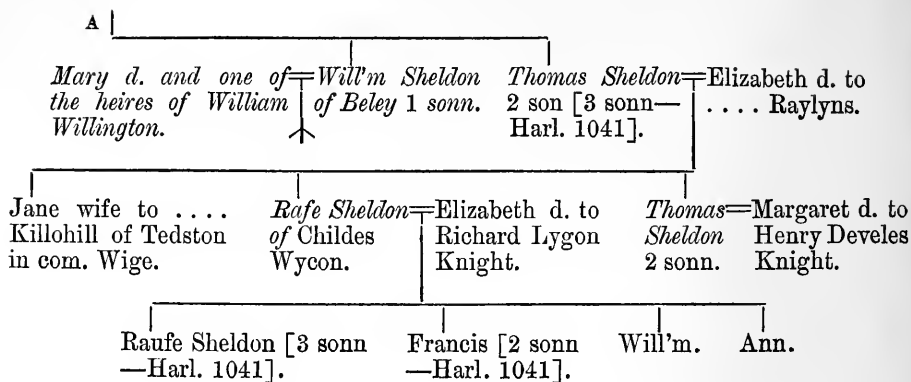 A
Mary d. and one of
the heires of William
Willington.
=Will'm Sheldon
of Beley 1 sonn.
Thomas Sheldon=
2 son [3 sonn—
Harl. 1041].
Elizabeth d. to
.... Raylyns.
Jane wife to ....
Killohill of Tedston
in com. Wige.
Rafe Sheldon=
of Childes
Wycon.
Elizabeth d. to
Richard Lygon
Knight.
Thomas=
Sheldon
2 sonn.
Margaret d. to
Henry Develes
Knight.
Raufe Sheldon [3 sonn
—Harl. 1041].
Francis [2 sonn
—Harl. 1041].
Will'm.
Ann.